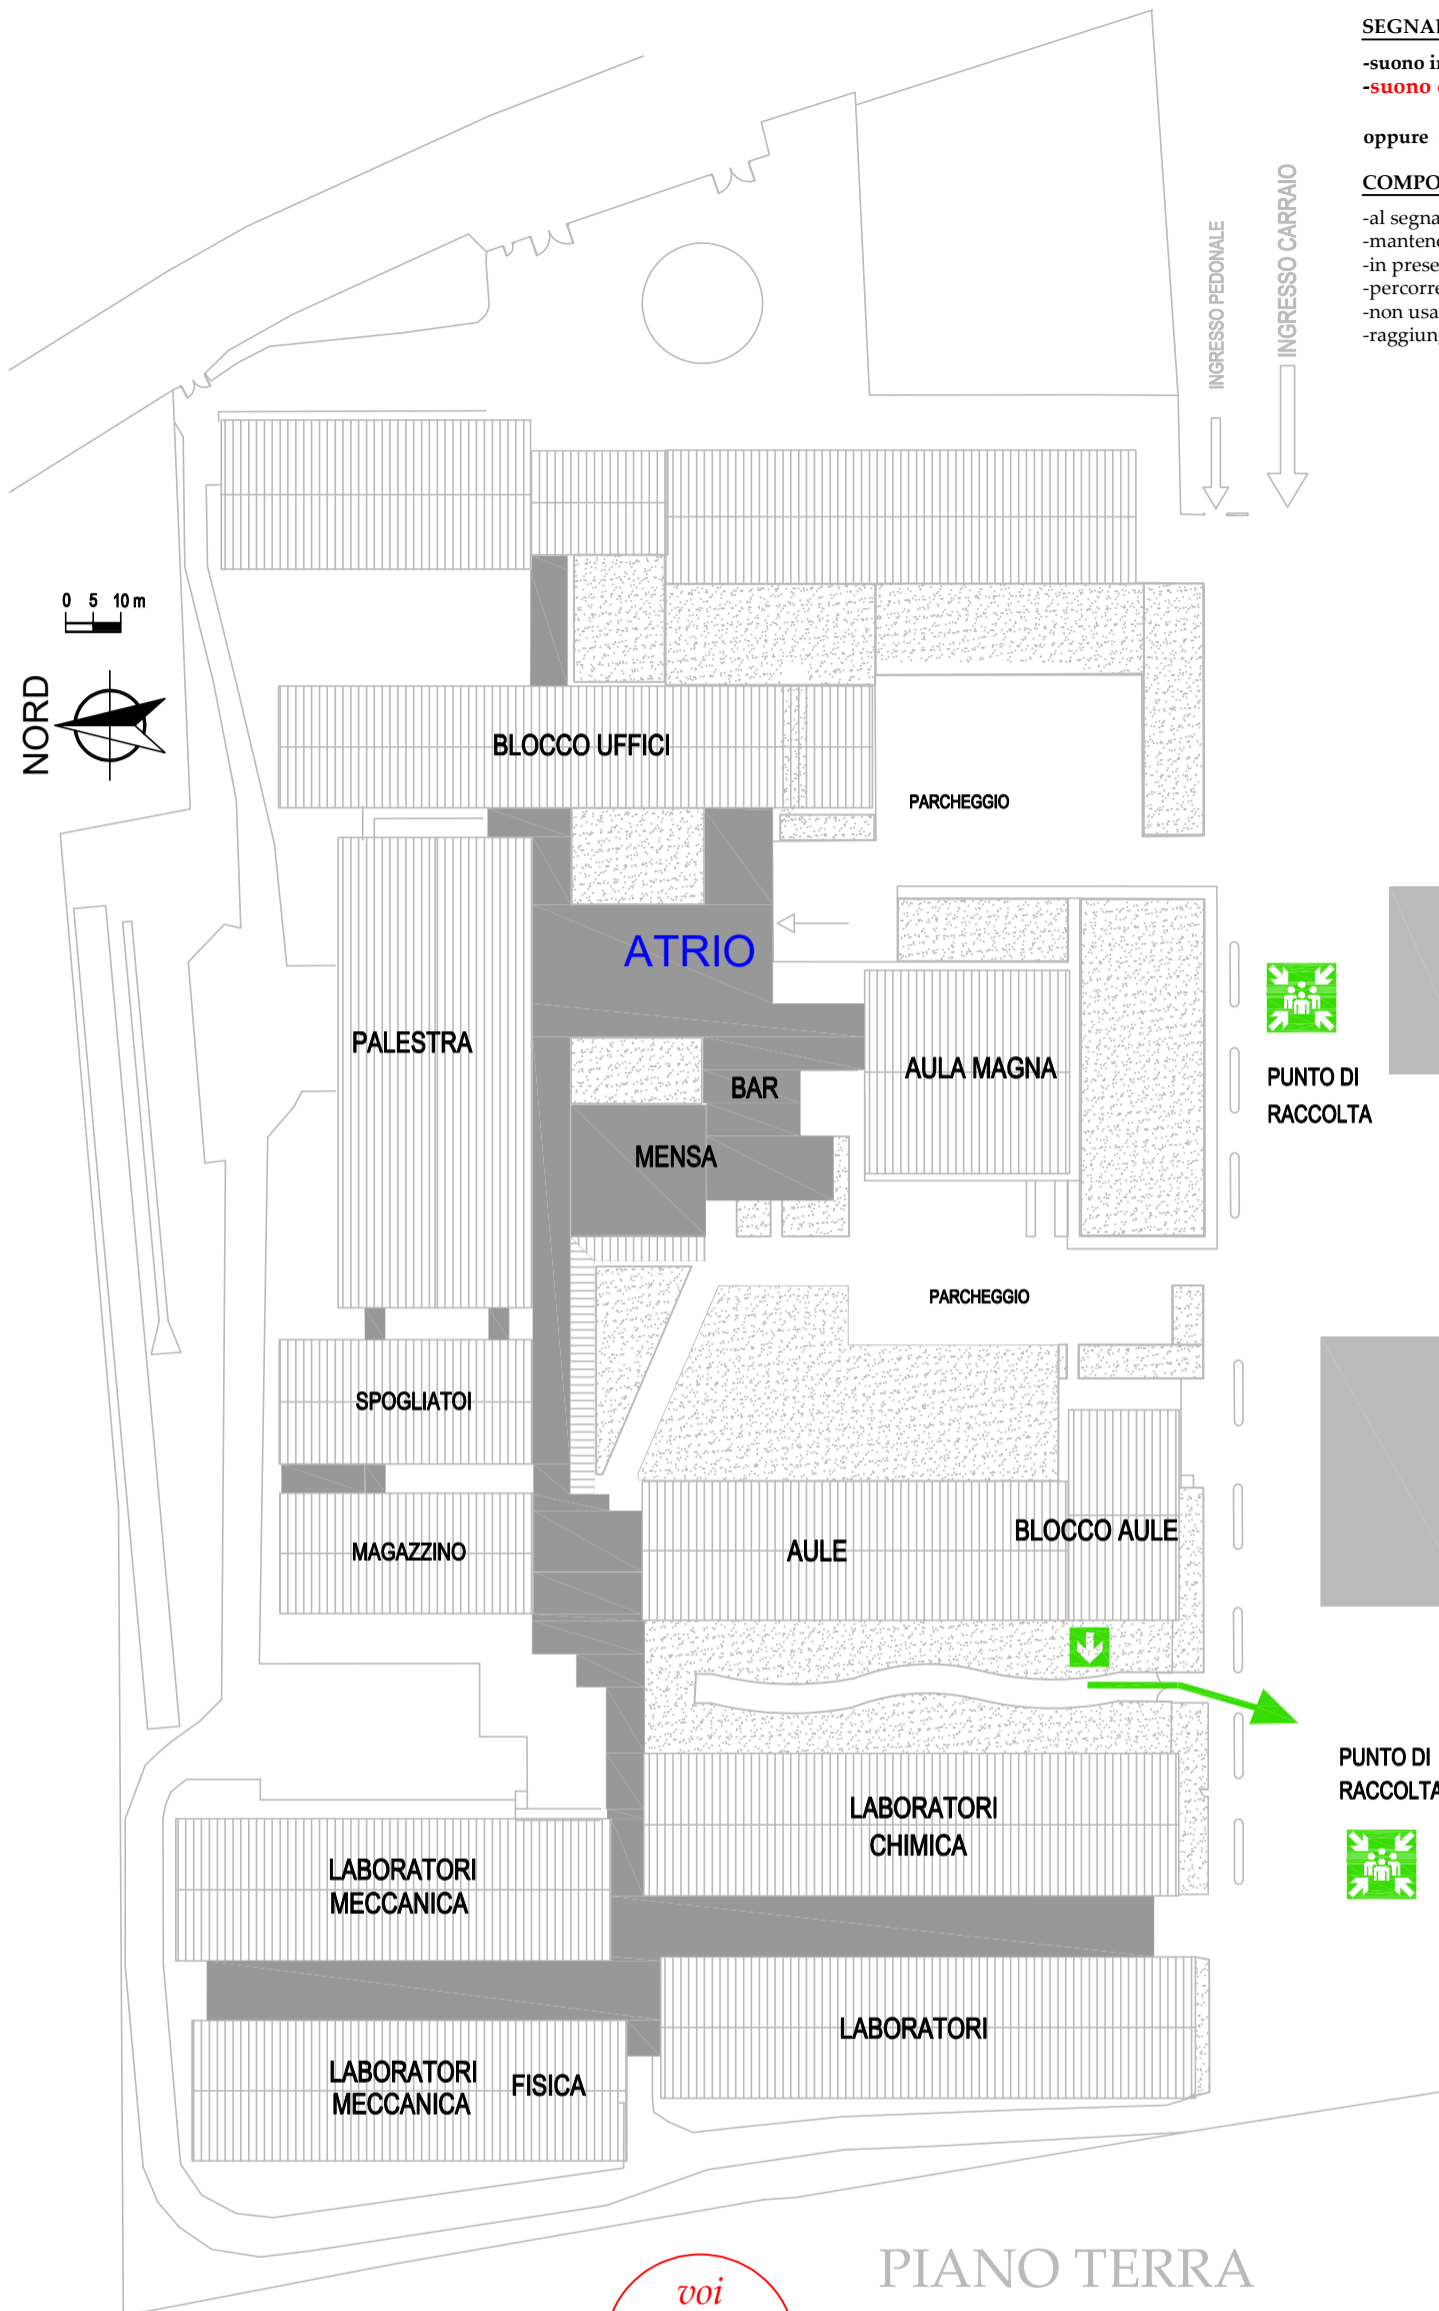 SEGNA
-suono
-suono
oppure
COMPO
-al segna
-mantene
-in prese
-percorre
-non usa
-raggiun
INGRESSO PEDONALE
INGRESSO CARRAIO
0 5 10 m
NORD
BLOCCO UFFICI
PARCHEGGIO
ATRIO
PALESTRA
AULA MAGNA
BAR
PUNTO DI
RACCOLTA
MENSA
PARCHEGGIO
SPOGLIATOI
BLOCCO AULE
AULE
MAGAZZINO
PUNTO DI
RACCOLTA
LABORATORI
CHIMICA
LABORATORI
MECCANICA
LABORATORI
LABORATORI
MECCANICA
FISICA
PIANO TERRA
voi